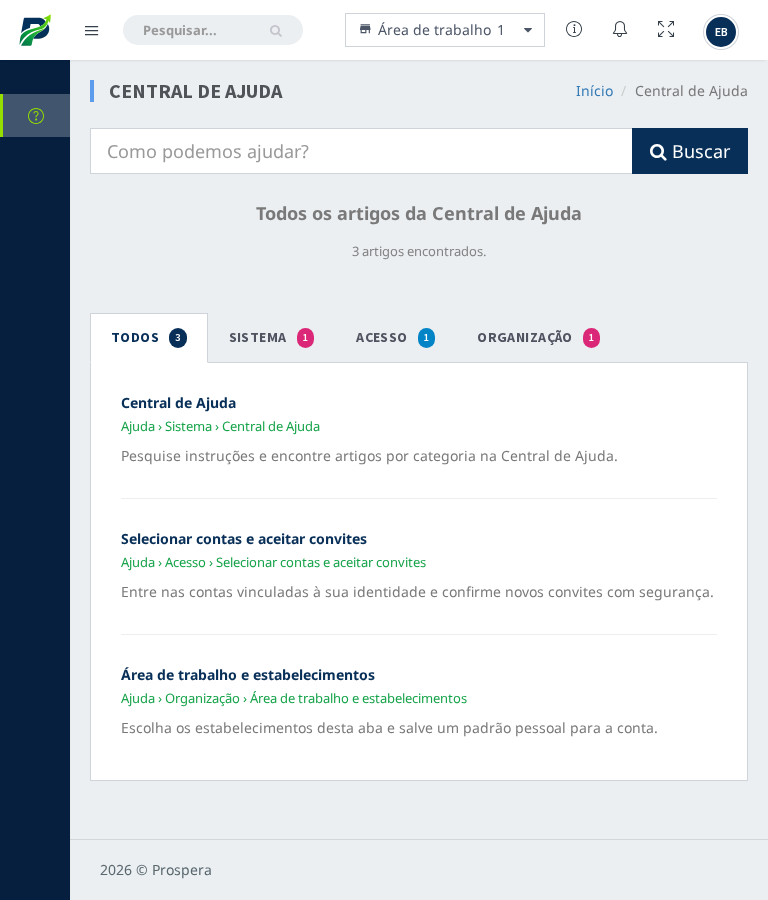 Pesquisar...
Área de trabalho 1
EB
CENTRAL DE AJUDA
Início / Central de Ajuda
Como podemos ajudar?
Buscar
Todos os artigos da Central de Ajuda
3 artigos encontrados.
TODOS 3 SISTEMA 1 ACESSO 1 ORGANIZAÇÃO 1
Central de Ajuda
Ajuda › Sistema › Central de Ajuda
Pesquise instruções e encontre artigos por categoria na Central de Ajuda.
Selecionar contas e aceitar convites
Ajuda › Acesso › Selecionar contas e aceitar convites
Entre nas contas vinculadas à sua identidade e confirme novos convites com segurança.
Área de trabalho e estabelecimentos
Ajuda › Organização › Área de trabalho e estabelecimentos
Escolha os estabelecimentos desta aba e salve um padrão pessoal para a conta.
2026 © Prospera